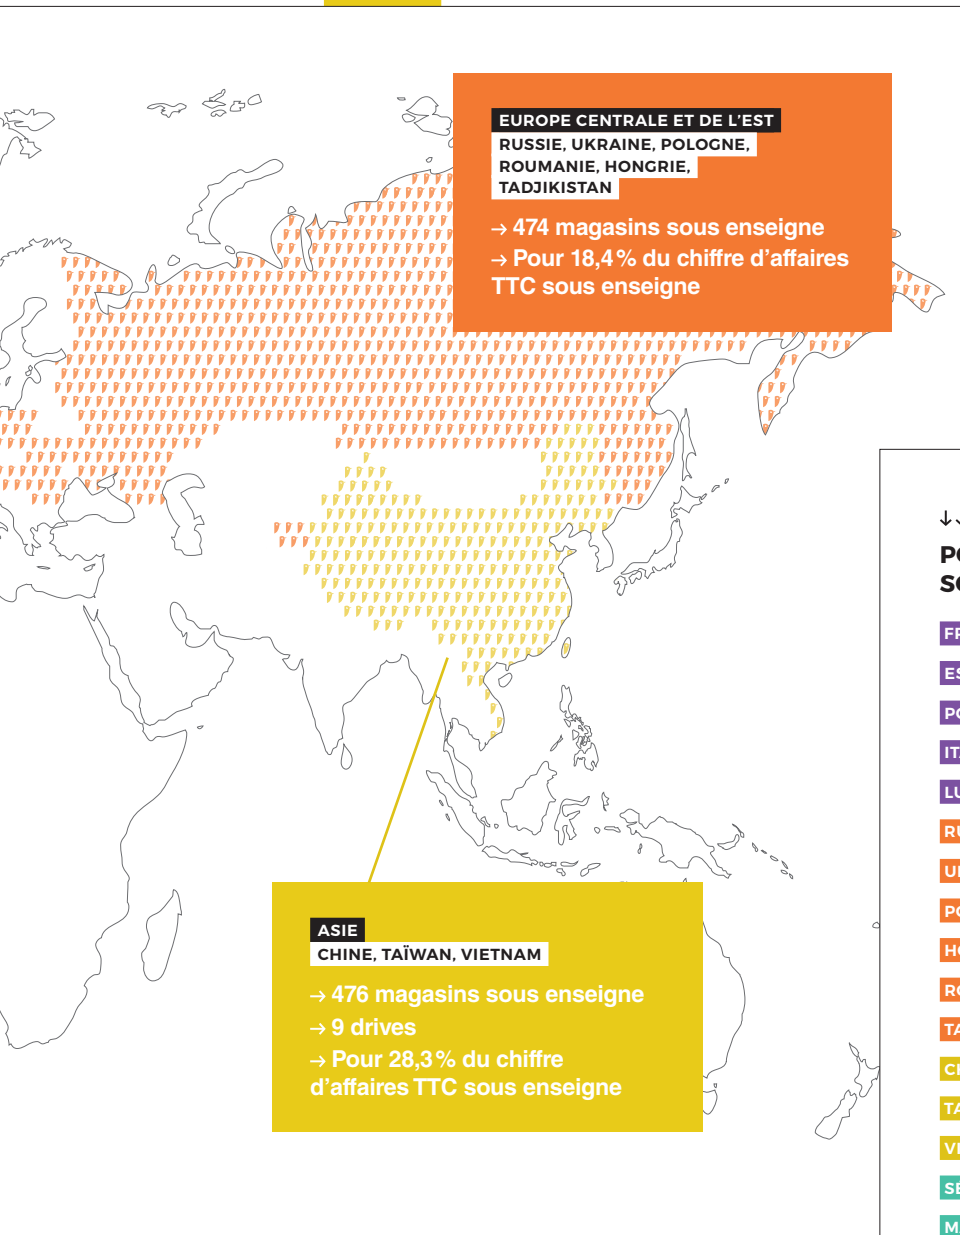 EUROPE CENTRALE ET DE L'EST
RUSSIE, UKRAINE, POLOGNE,
ROUMANIE, HONGRIE,
TADJIKISTAN
→ 474 magasins sous enseigne
→ Pour 18,4 % du chiffre d'affaires
TTC sous enseigne
ASIE
CHINE, TAÏWAN, VIETNAM
→ 476 magasins sous enseigne
→ 9 drives
→ Pour 28,3 % du chiffre
d'affaires TTC sous enseigne